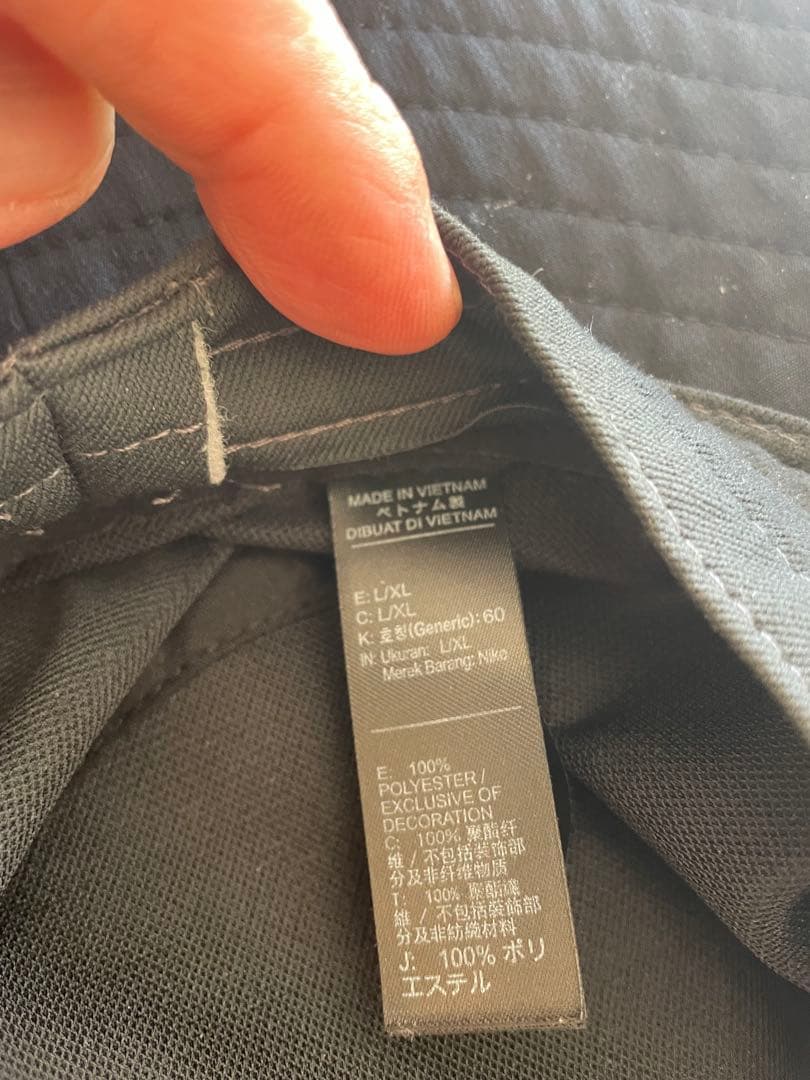 MADE IN VIETNAM
ベトナム製
DIBUAT DI VIETNAM
E: L/XL
C: L/XL
K: 호칭(Generic): 60
IN: Ukuran: L/XL
Merak Barang: Nike
E: 100%
POLYESTER /
EXCLUSIVE OF
DECORATION
C: 100% 聚酯纤
维 / 不包括装饰部
分及非纤维物质
T: 100% 聚酯纖
維 / 不包括裝飾部
分及非紡織材料
J: 100% ポリ
エステル